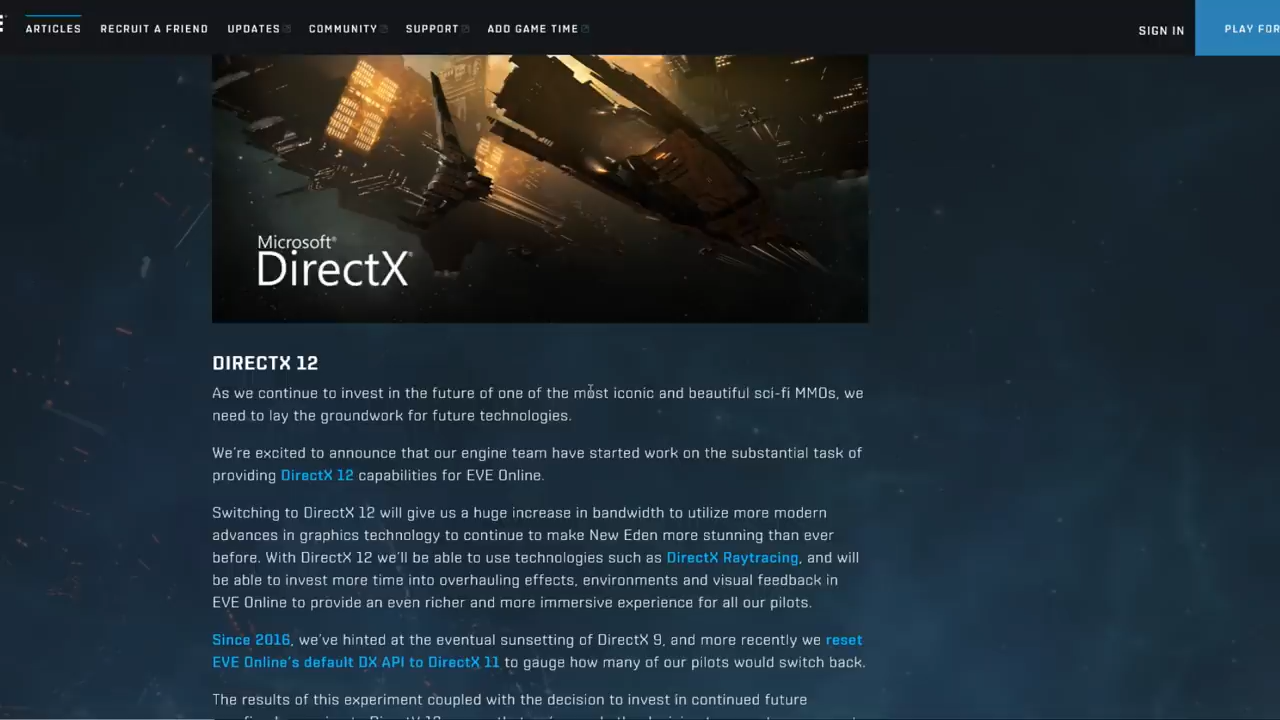 ARTICLES RECRUIT A FRIEND UPDATES COMMUNITY SUPPORT ADD GAME TIME SIGN IN PLAY FOR
Microsoft®
DirectX
DIRECTX 12
As we continue to invest in the future of one of the most iconic and beautiful sci-fi MMOs, we
need to lay the groundwork for future technologies.
We're excited to announce that our engine team have started work on the substantial task of
providing DirectX 12 capabilities for EVE Online.
Switching to DirectX 12 will give us a huge increase in bandwidth to utilize more modern
advances in graphics technology to continue to make New Eden more stunning than ever
before. With DirectX 12 we'll be able to use technologies such as DirectX Raytracing, and will
be able to invest more time into overhauling effects, environments and visual feedback in
EVE Online to provide an even richer and more immersive experience for all our pilots.
Since 2016, we've hinted at the eventual sunsetting of DirectX 9, and more recently we reset
EVE Online's default DX API to DirectX 11 to gauge how many of our pilots would switch back.
The results of this experiment coupled with the decision to invest in continued future